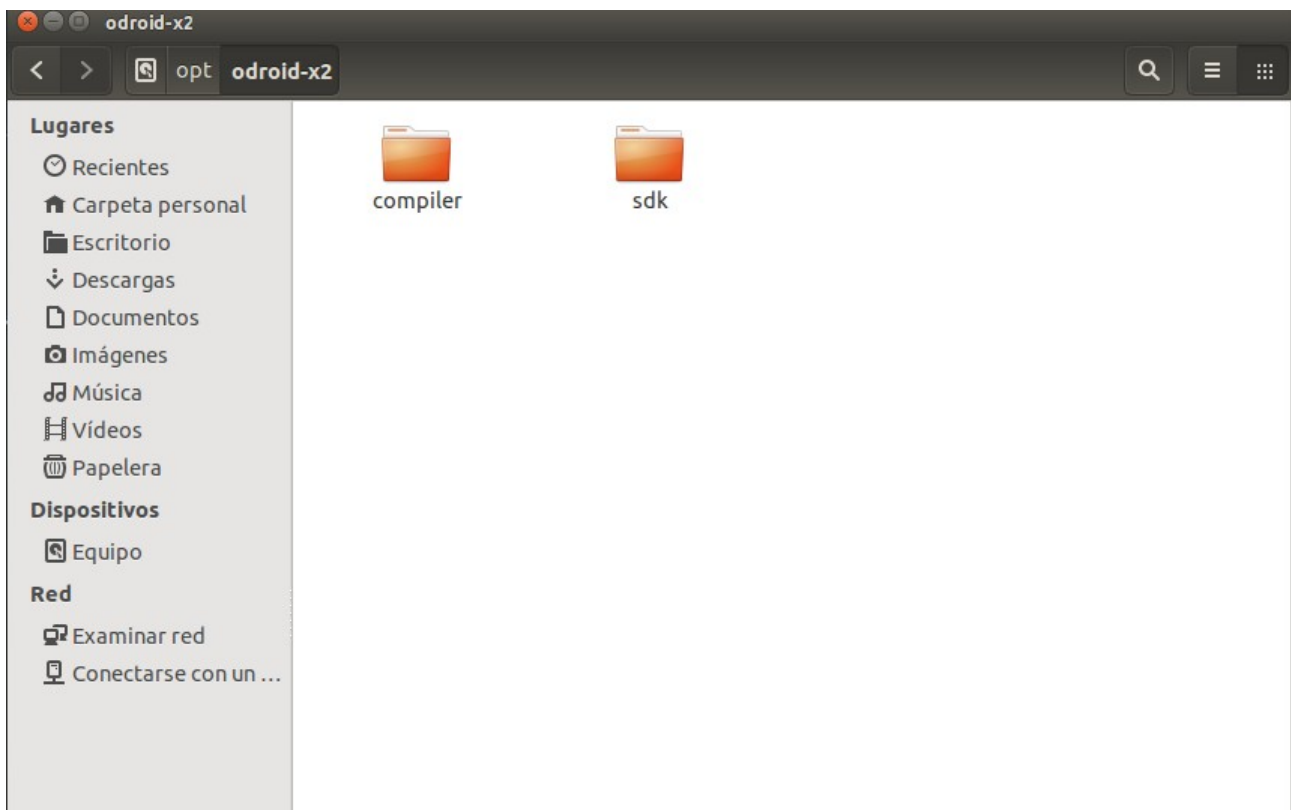 odroid-x2
opt odroid-x2
Lugares
Recientes
Carpeta personal
Escritorio
Descargas
Documentos
Imágenes
Música
Vídeos
Papelera
Dispositivos
Equipo
Red
Examinar red
Conectarse con un ...
compiler
sdk